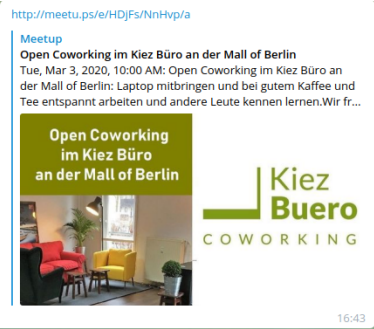 http://meetu.ps/e/HDjFs/NnHvp/a
Meetup
Open Coworking im Kiez Büro an der Mall of Berlin
Tue, Mar 3, 2020, 10:00 AM: Open Coworking im Kiez Büro an
der Mall of Berlin: Laptop mitbringen und bei gutem Kaffee und
Tee entspannt arbeiten und andere Leute kennen lernen.Wir fr...
Open Coworking
im Kiez Büro
an der Mall of Berlin
Kiez
Buero
COWORKING
16:43